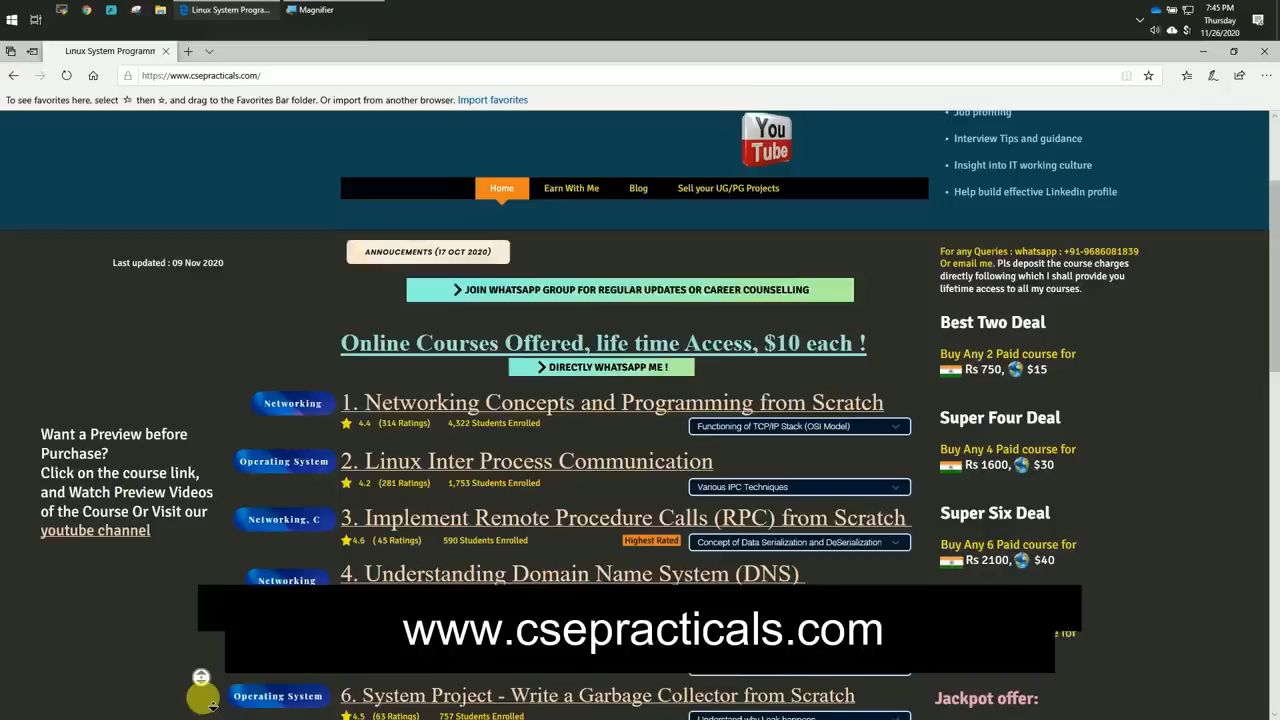 Linux System Progra...
Magnifier
7:45 PM
Thursday
11/26/2020
Linux System Programm
https://www.csepracticals.com/
To see favorites here, select ☆ then ☆, and drag to the Favorites Bar folder. Or import from another browser. Import favorites
You
Tube
• Job profiling
• Interview Tips and guidance
• Insight into IT working culture
• Help build effective Linkedin profile
Home Earn With Me Blog Sell your UG/PG Projects
Last updated : 09 Nov 2020
ANNOUCEMENTS (17 OCT 2020)
JOIN WHATSAPP GROUP FOR REGULAR UPDATES OR CAREER COUNSELLING
Online Courses Offered, life time Access, $10 each !
DIRECTLY WHATSAPP ME !
Networking
1. Networking Concepts and Programming from Scratch
4.4 (314 Ratings) 4,322 Students Enrolled
Functioning of TCP/IP Stack (OSI Model)
Operating System
2. Linux Inter Process Communication
4.2 (281 Ratings) 1,753 Students Enrolled
Various IPC Techniques
Networking, C
3. Implement Remote Procedure Calls (RPC) from Scratch
4.6 ( 45 Ratings) 590 Students Enrolled
Highest Rated
Concept of Data Serialization and DeSerialization
Networking
4. Understanding Domain Name System (DNS)
www.csepracticals.com
Operating System
6. System Project - Write a Garbage Collector from Scratch
4.5 (63 Ratings) 757 Students Enrolled
Understand why Leak happens
Want a Preview before
Purchase?
Click on the course link,
and Watch Preview Videos
of the Course Or Visit our
youtube channel
For any Queries : whatsapp : +91-9686081839
Or email me. Pls deposit the course charges
directly following which I shall provide you
lifetime access to all my courses.
Best Two Deal
Buy Any 2 Paid course for
Rs 750, $15
Super Four Deal
Buy Any 4 Paid course for
Rs 1600, $30
Super Six Deal
Buy Any 6 Paid course for
Rs 2100, $40
for
Jackpot offer: